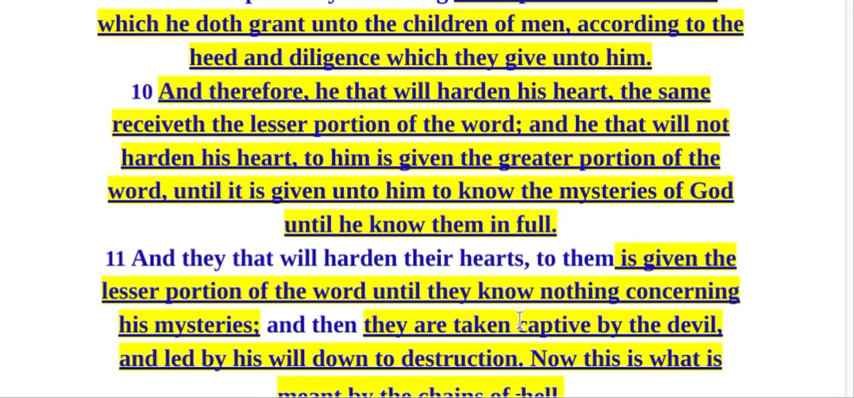 which he doth grant unto the children of men, according to the
heed and diligence which they give unto him.
10 And therefore, he that will harden his heart, the same
receiveth the lesser portion of the word; and he that will not
harden his heart, to him is given the greater portion of the
word, until it is given unto him to know the mysteries of God
until he know them in full.
11 And they that will harden their hearts, to them is given the
lesser portion of the word until they know nothing concerning
his mysteries; and then they are taken captive by the devil,
and led by his will down to destruction. Now this is what is
meant by the chains of hell.